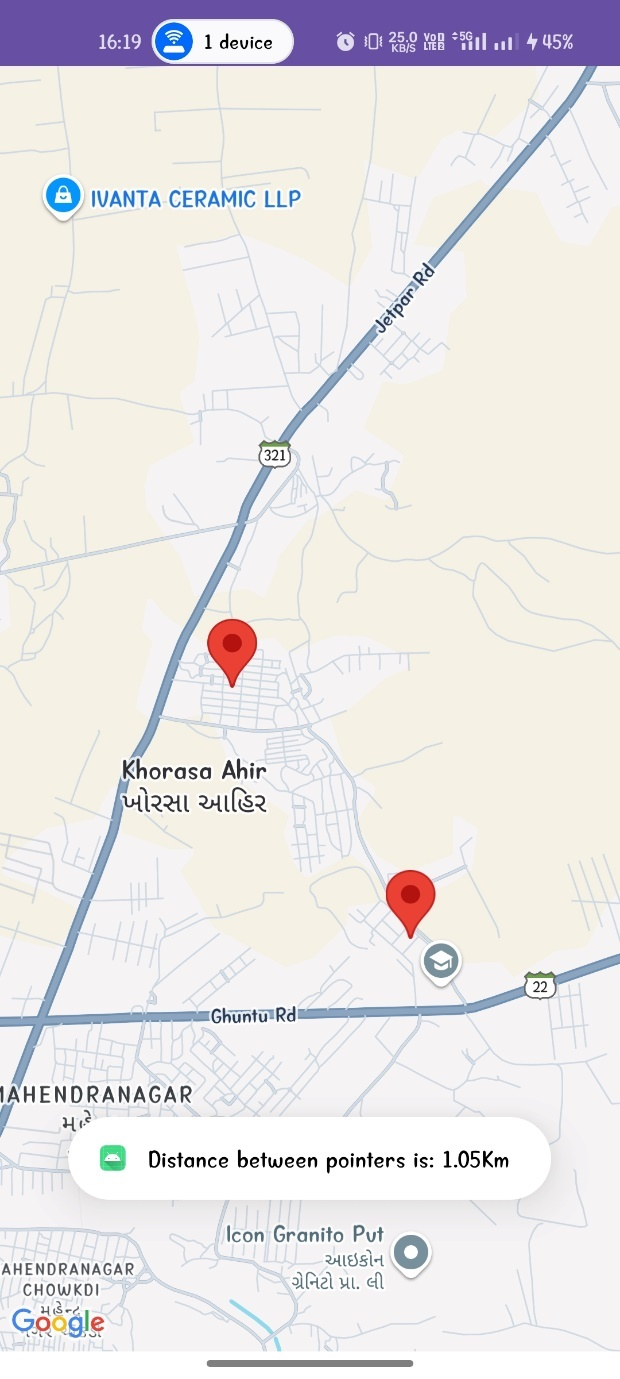 16:19
1 device
25.0
KB/S
5G
45%
IVANTA CERAMIC LLP
Jetpar Rd
321
Khorasa Ahir
ખોરસા આહિર
22
Ghuntu Rd
AHENDRANAGAR
Distance between pointers is: 1.05Km
Icon Granito Put
આઇકોન
ગ્રેનિટો પ્રા. લી
AHENDRANAGAR
CHOWKDI
Google